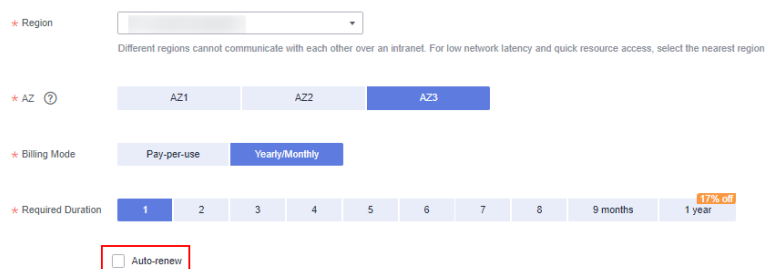 * Region
Different regions cannot communicate with each other over an intranet. For low network latency and quick resource access, select the nearest region
* AZ ?
AZ1 AZ2 AZ3
* Billing Mode Pay-per-use Yearly/Monthly
17% off
* Required Duration 1 2 3 4 5 6 7 8 9 months 1 year
Auto-renew